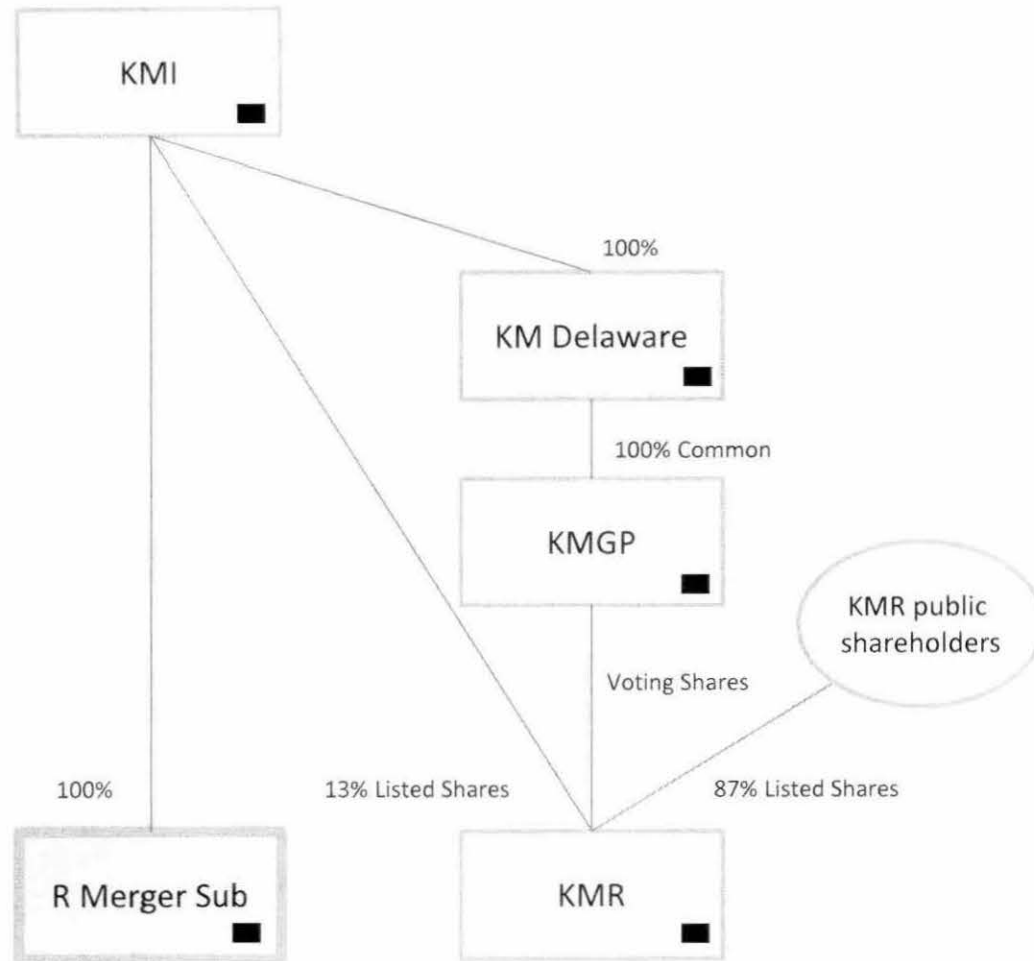 KMI
100%
KM Delaware
100% Common
KMGP
KMR public
shareholders
Voting Shares
100%
13% Listed Shares
87% Listed Shares
R Merger Sub
KMR